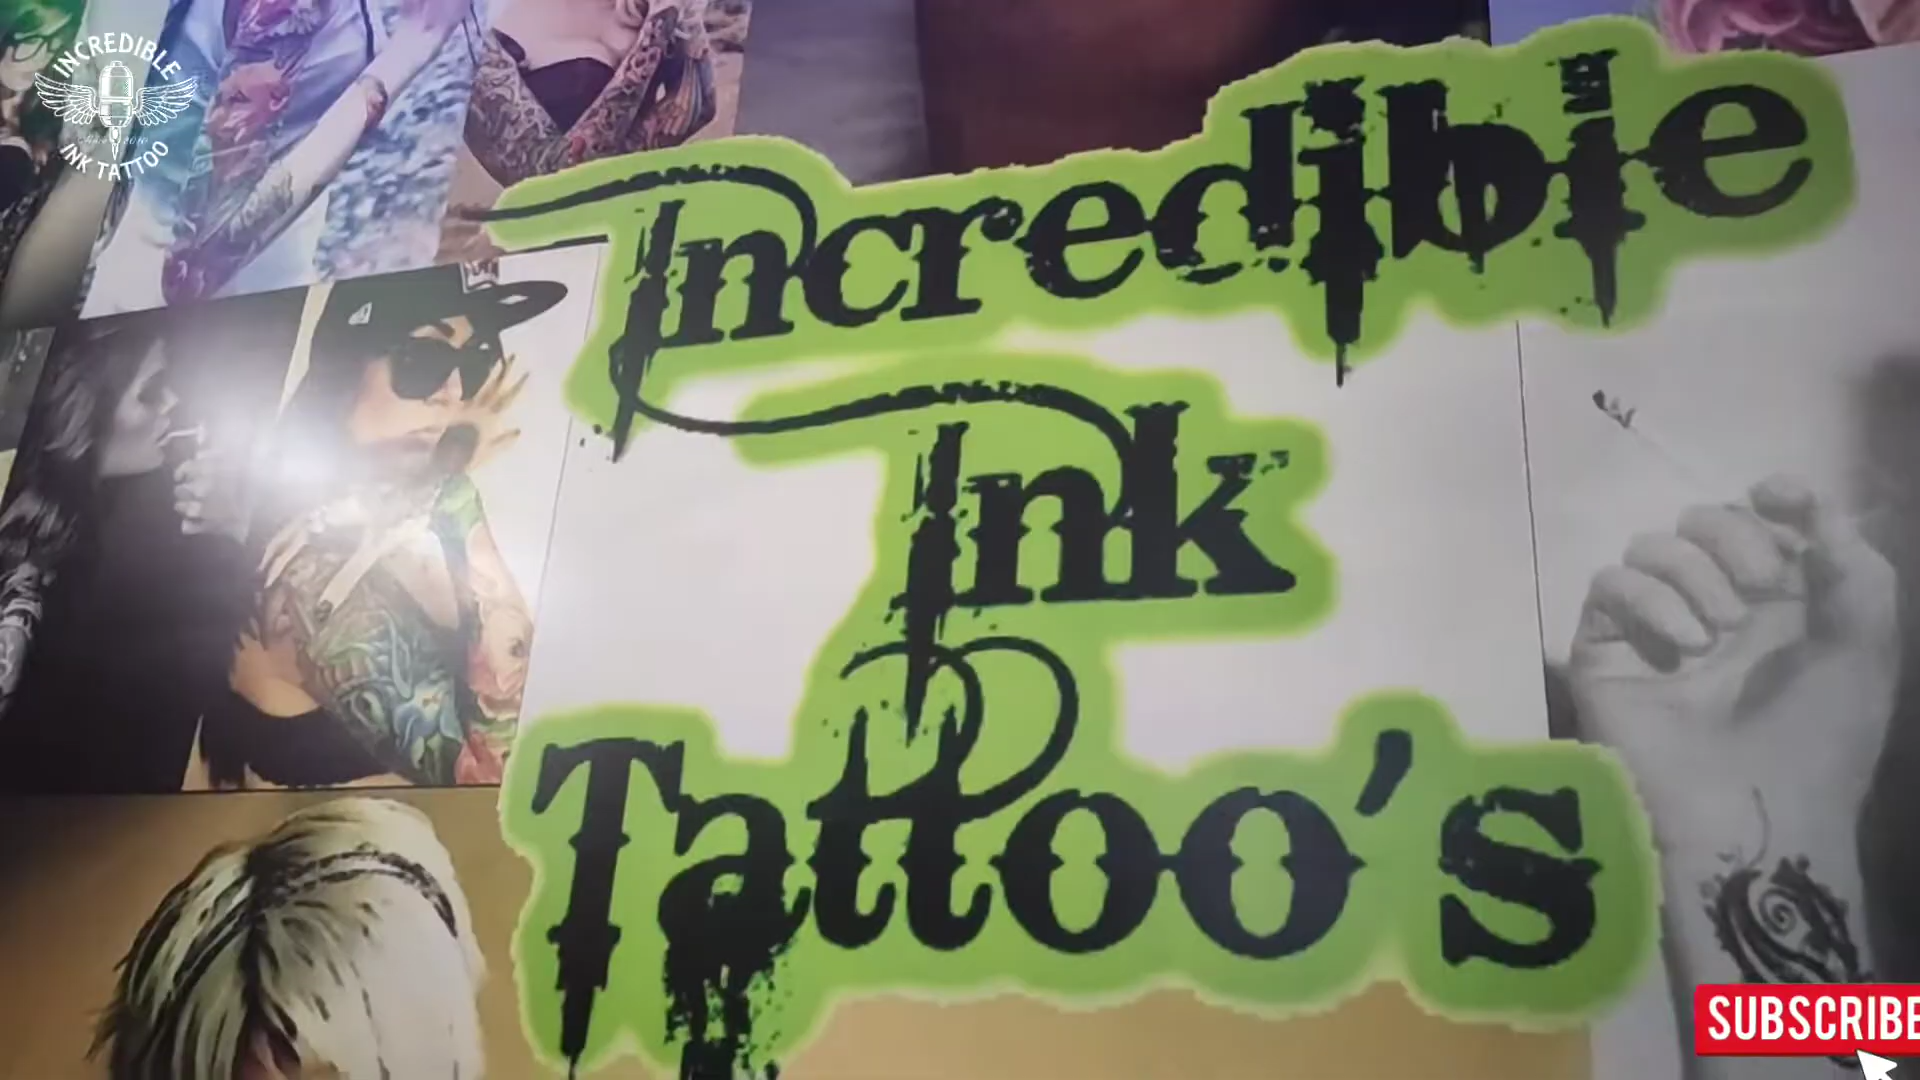 INCREDIBLE
INK TATTOO
Incredible
Ink
Tattoo's
SUBSCRIBE